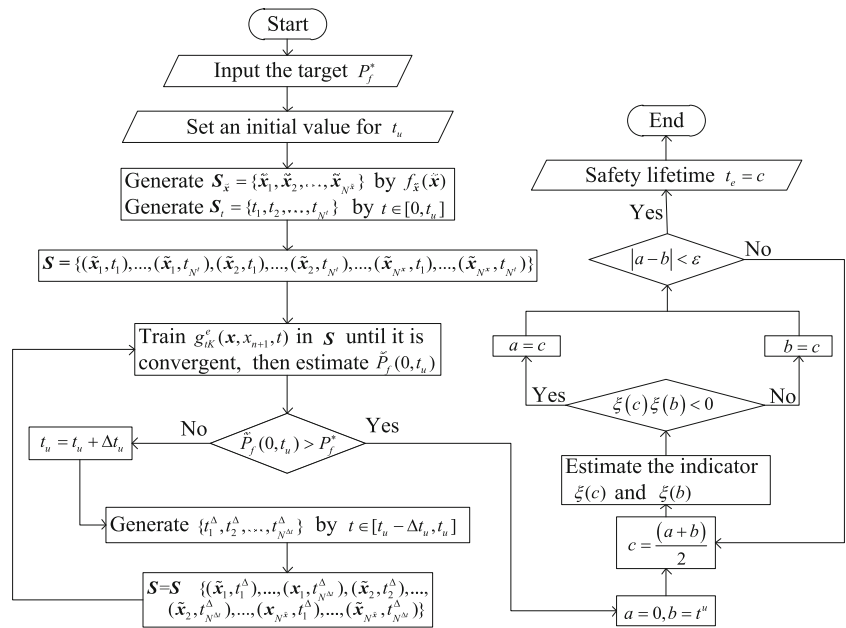 Start
Input the target P_f^*
Set an initial value for t_u
Generate S_x̃ = {x̃_1, x̃_2, ..., x̃_{N^x̃}} by f_x̃(x̃)
Generate S_t = {t_1, t_2, ..., t_{N^t}} by t∈[0, t_u]
S = {(x̃_1, t_1), ..., (x̃_1, t_{N^t}), (x̃_2, t_1), ..., (x̃_2, t_{N^t}), ..., (x̃_{N^x}, t_1), ..., (x̃_{N^x}, t_{N^t})}
Train g_{tK}^e(x, x_{n+1}, t) in S until it is
convergent, then estimate P̆_f(0, t_u)
P̃_f(0, t_u) > P_f^*
No
Yes
t_u = t_u + Δt_u
Generate {t_1^Δ, t_2^Δ, ..., t_{N^{Δt}}^Δ} by t∈[t_u − Δt_u, t_u]
S=S {(x̃_1, t_1^Δ), ..., (x_1, t_{N^{Δt}}^Δ), (x̃_2, t_2^Δ), ...,
(x̃_2, t_{N^{Δt}}^Δ), ..., (x_{N^x̃}, t_1^Δ), ..., (x̃_{N^x̃}, t_{N^{Δt}}^Δ)}
a = 0, b = t^u
c = (a+b)/2
Estimate the indicator
ξ(c) and ξ(b)
ξ(c)ξ(b) < 0
Yes
No
a = c
b = c
|a−b| < ε
Yes
No
Safety lifetime t_e = c
End